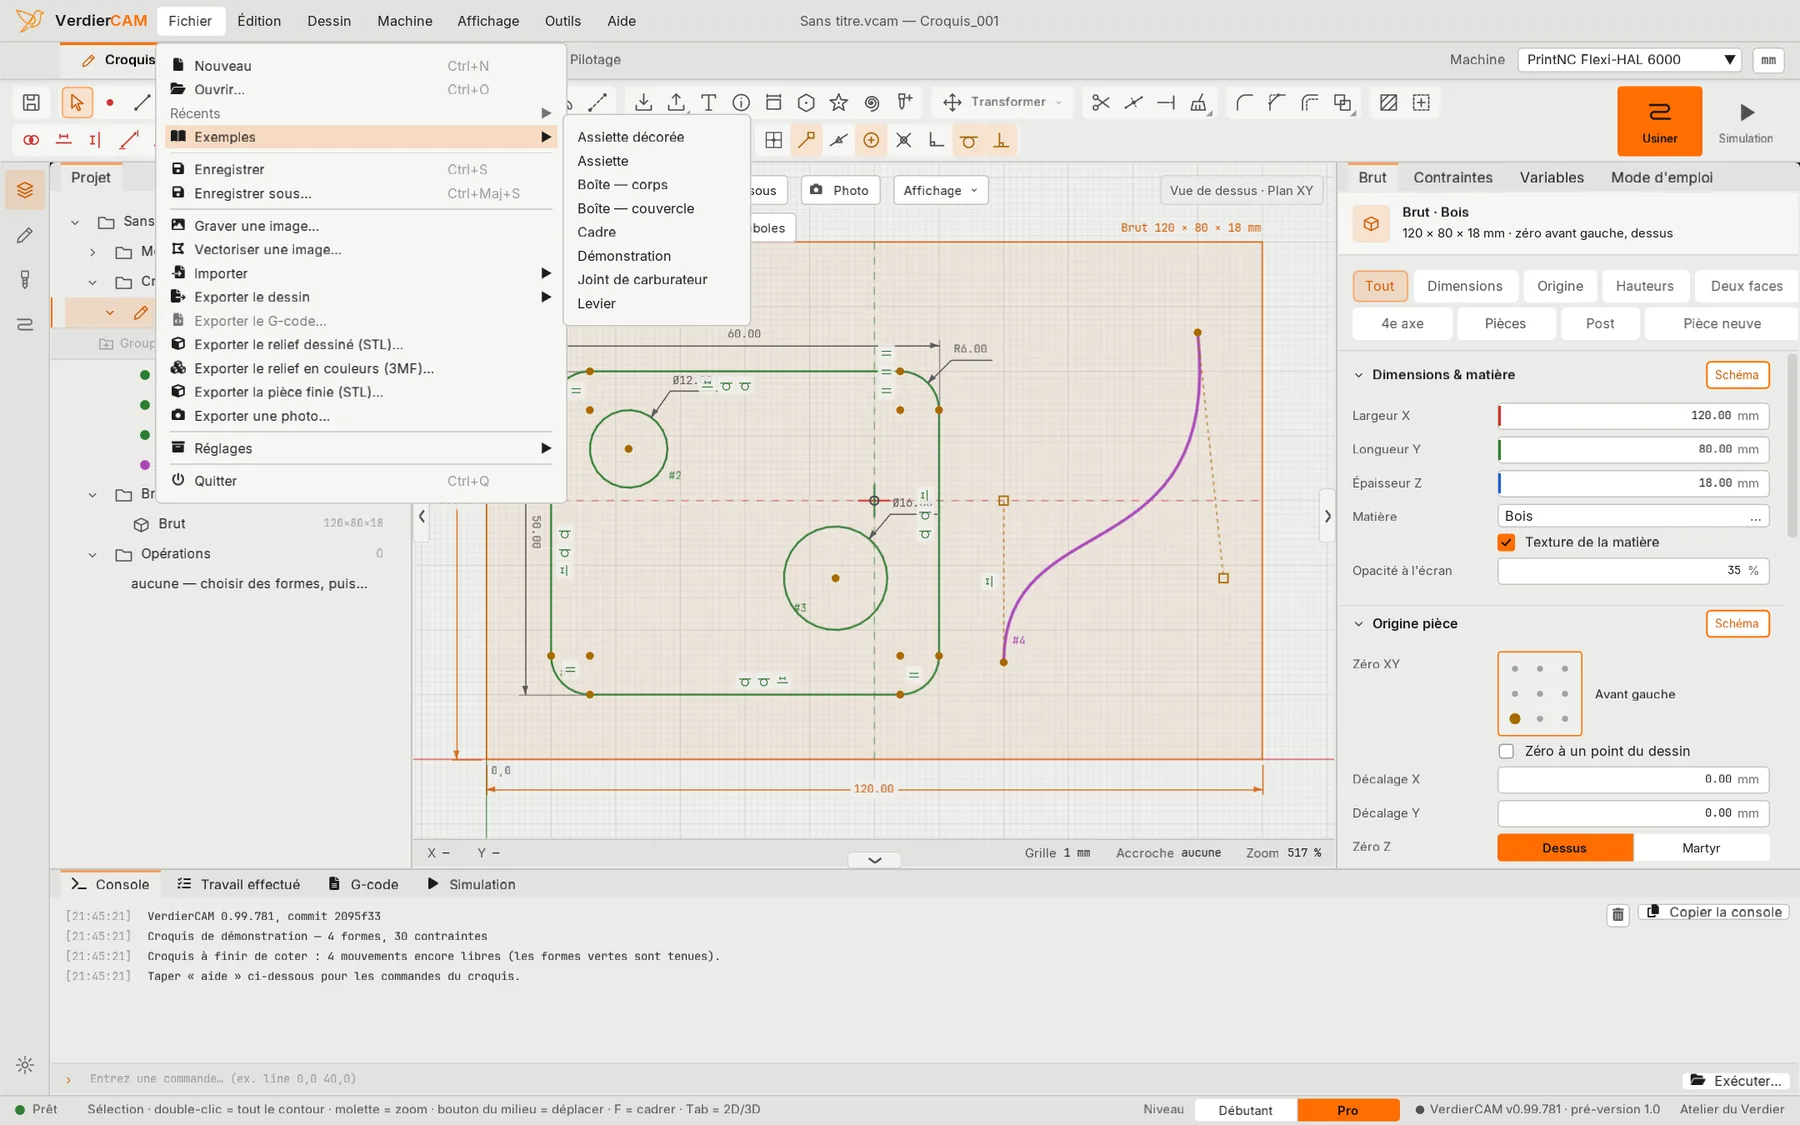 VerdierCAM Fichier Édition Dessin Machine Affichage Outils Aide Sans titre.vcam — Croquis_001
Croquis Pilotage Machine PrintNC Flexi-HAL 6000 mm
Nouveau Ctrl+N
Ouvrir... Ctrl+O
Récents
Exemples
Enregistrer Ctrl+S
Enregistrer sous... Ctrl+Maj+S
Graver une image...
Vectoriser une image...
Importer
Exporter le dessin
Exporter le G-code...
Exporter le relief dessiné (STL)...
Exporter le relief en couleurs (3MF)...
Exporter la pièce finie (STL)...
Exporter une photo...
Réglages
Quitter Ctrl+Q
Assiette décorée
Assiette
Boîte — corps
Boîte — couvercle
Cadre
Démonstration
Joint de carburateur
Levier
Transformer
Usiner
Simulation
Projet
Sans
Cr
Group
Br
Brut 120×80×18
Opérations 0
aucune — choisir des formes, puis...
sous Photo Affichage Vue de dessus · Plan XY
boles
Brut 120 × 80 × 18 mm
60.00
R6.00
Ø12.
#2
Ø16.
50.00
#3
#4
0,0
120.00
X — Y — Grille 1 mm Accroche aucune Zoom 517 %
Brut Contraintes Variables Mode d'emploi
Brut · Bois
120 × 80 × 18 mm · zéro avant gauche, dessus
Tout Dimensions Origine Hauteurs Deux faces
4e axe Pièces Post Pièce neuve
Dimensions & matière Schéma
Largeur X 120.00 mm
Longueur Y 80.00 mm
Épaisseur Z 18.00 mm
Matière Bois ...
Texture de la matière
Opacité à l'écran 35 %
Origine pièce Schéma
Zéro XY Avant gauche
Zéro à un point du dessin
Décalage X 0.00 mm
Décalage Y 0.00 mm
Zéro Z Dessus Martyr
Console Travail effectué G-code Simulation
[21:45:21] VerdierCAM 0.99.781, commit 2095f33
[21:45:21] Croquis de démonstration — 4 formes, 30 contraintes
[21:45:21] Croquis à finir de coter : 4 mouvements encore libres (les formes vertes sont tenues).
[21:45:21] Taper « aide » ci-dessous pour les commandes du croquis.
Copier la console
› Entrez une commande… (ex. line 0,0 40,0)
Exécuter...
Prêt Sélection · double-clic = tout le contour · molette = zoom · bouton du milieu = déplacer · F = cadrer · Tab = 2D/3D Niveau Débutant Pro VerdierCAM v0.99.781 · pré-version 1.0 Atelier du Verdier